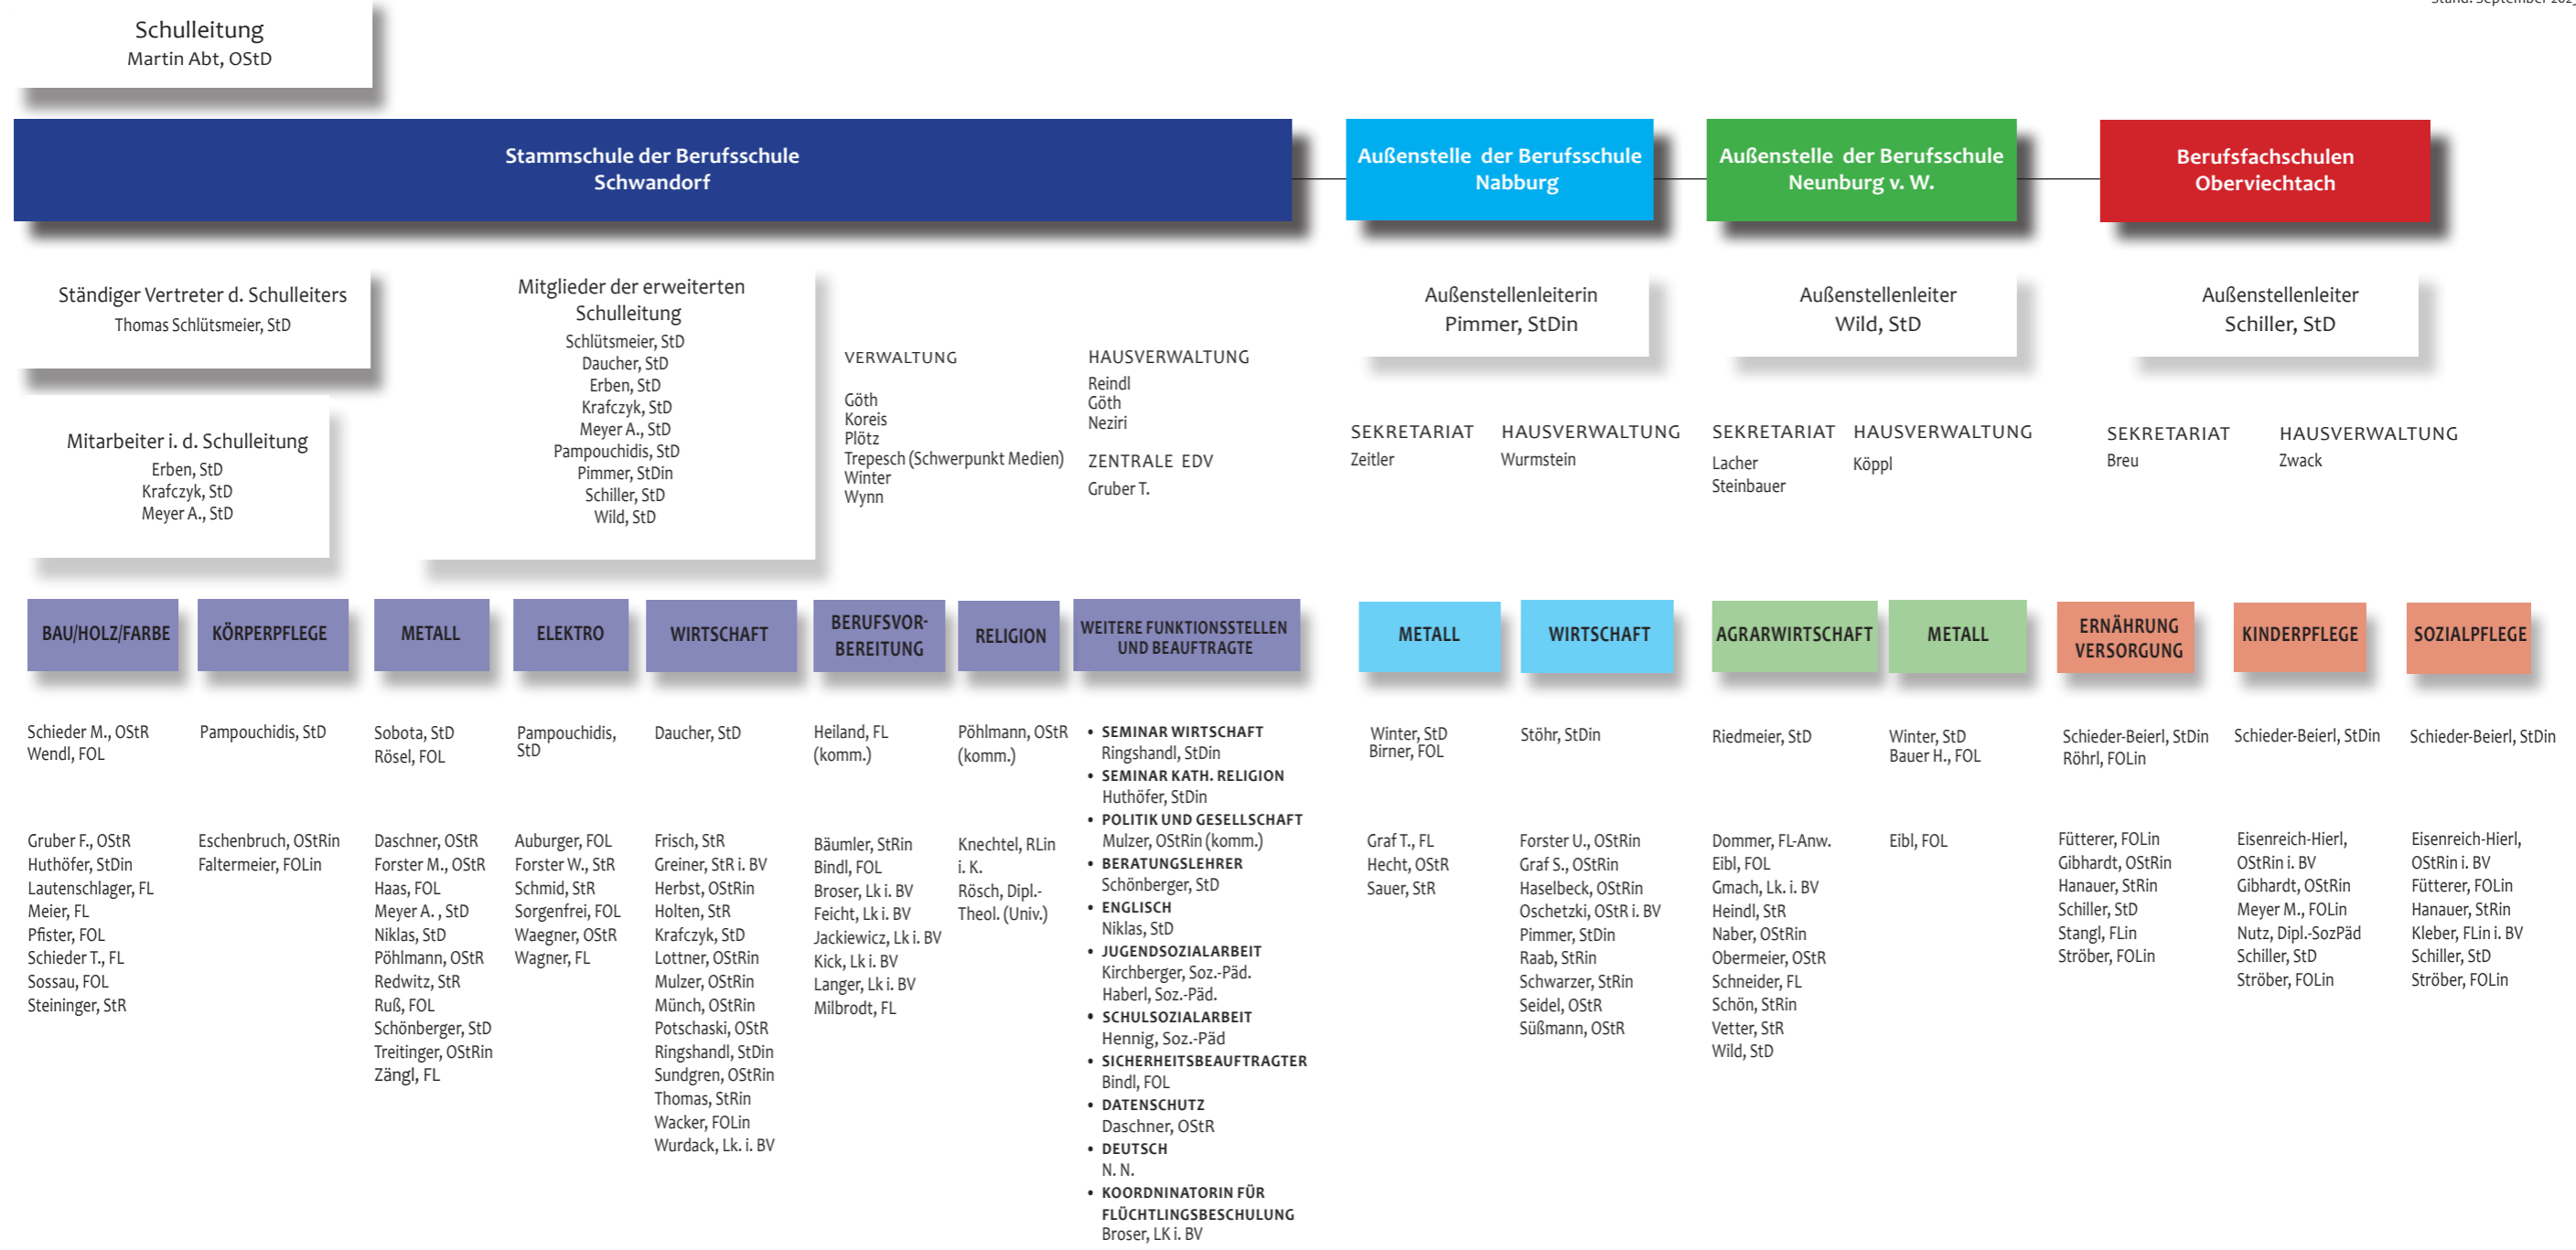 Stand: September
Schulleitung
Martin Abt, OStD
Stammschule der Berufsschule
Schwandorf
Außenstelle der Berufsschule
Nabburg
Außenstelle der Berufsschule
Neunburg v. W.
Berufsfachschulen
Oberviechtach
Ständiger Vertreter d. Schulleiters
Thomas Schlütsmeier, StD
Mitarbeiter i. d. Schulleitung
Erben, StD
Krafczyk, StD
Meyer A., StD
Mitglieder der erweiterten
Schulleitung
Schlütsmeier, StD
Daucher, StD
Erben, StD
Krafczyk, StD
Meyer A., StD
Pampouchidis, StD
Pimmer, StDin
Schiller, StD
Wild, StD
VERWALTUNG
Göth
Koreis
Plötz
Trepesch (Schwerpunkt Medien)
Winter
Wynn
HAUSVERWALTUNG
Reindl
Göth
Neziri
ZENTRALE EDV
Gruber T.
Außenstellenleiterin
Pimmer, StDin
SEKRETARIAT
Zeitler
HAUSVERWALTUNG
Wurmstein
Außenstellenleiter
Wild, StD
SEKRETARIAT
Lacher
Steinbauer
HAUSVERWALTUNG
Köppl
Außenstellenleiter
Schiller, StD
SEKRETARIAT
Breu
HAUSVERWALTUNG
Zwack
BAU/HOLZ/FARBE
Schieder M., OStR
Wendl, FOL
Gruber F., OStR
Huthöfer, StDin
Lautenschlager, FL
Meier, FL
Pfister, FOL
Schieder T., FL
Sossau, FOL
Steininger, StR
KÖRPERPFLEGE
Pampouchidis, StD
Eschenbruch, OStRin
Faltermeier, FOLin
METALL
Sobota, StD
Rösel, FOL
Daschner, OStR
Forster M., OStR
Haas, FOL
Meyer A. , StD
Niklas, StD
Pöhlmann, OStR
Redwitz, StR
Ruß, FOL
Schönberger, StD
Treitinger, OStRin
Zängl, FL
ELEKTRO
Pampouchidis,
StD
Auburger, FOL
Forster W., StR
Schmid, StR
Sorgenfrei, FOL
Waegner, OStR
Wagner, FL
WIRTSCHAFT
Daucher, StD
Frisch, StR
Greiner, StR i. BV
Herbst, OStRin
Holten, StR
Krafczyk, StD
Lottner, OStRin
Mulzer, OStRin
Münch, OStRin
Potschaski, OStR
Ringshandl, StDin
Sundgren, OStRin
Thomas, StRin
Wacker, FOLin
Wurdack, Lk. i. BV
BERUFSVOR-
BEREITUNG
Heiland, FL
(komm.)
Bäumler, StRin
Bindl, FOL
Broser, Lk i. BV
Feicht, Lk i. BV
Jackiewicz, Lk i. BV
Kick, Lk i. BV
Langer, Lk i. BV
Milbrodt, FL
RELIGION
Pöhlmann, OStR
(komm.)
Knechtel, RLin
i. K.
Rösch, Dipl.-
Theol. (Univ.)
WEITERE FUNKTIONSSTELLEN
UND BEAUFTRAGTE
• SEMINAR WIRTSCHAFT
Ringshandl, StDin
• SEMINAR KATH. RELIGION
Huthöfer, StDin
• POLITIK UND GESELLSCHAFT
Mulzer, OStRin (komm.)
• BERATUNGSLEHRER
Schönberger, StD
• ENGLISCH
Niklas, StD
• JUGENDSOZIALARBEIT
Kirchberger, Soz.-Päd.
Haberl, Soz.-Päd.
• SCHULSOZIALARBEIT
Hennig, Soz.-Päd
• SICHERHEITSBEAUFTRAGTER
Bindl, FOL
• DATENSCHUTZ
Daschner, OStR
• DEUTSCH
N. N.
• KOORDNINATORIN FÜR
FLÜCHTLINGSBESCHULUNG
Broser, LK i. BV
METALL
Winter, StD
Birner, FOL
Graf T., FL
Hecht, OStR
Sauer, StR
WIRTSCHAFT
Stöhr, StDin
Forster U., OStRin
Graf S., OStRin
Haselbeck, OStRin
Oschetzki, OStR i. BV
Pimmer, StDin
Raab, StRin
Schwarzer, StRin
Seidel, OStR
Süßmann, OStR
AGRARWIRTSCHAFT
Riedmeier, StD
Dommer, FL-Anw.
Eibl, FOL
Gmach, Lk. i. BV
Heindl, StR
Naber, OStRin
Obermeier, OStR
Schneider, FL
Schön, StRin
Vetter, StR
Wild, StD
METALL
Winter, StD
Bauer H., FOL
Eibl, FOL
ERNÄHRUNG
VERSORGUNG
Schieder-Beierl, StDin
Röhrl, FOLin
Fütterer, FOLin
Gibhardt, OStRin
Hanauer, StRin
Schiller, StD
Stangl, FLin
Ströber, FOLin
KINDERPFLEGE
Schieder-Beierl, StDin
Eisenreich-Hierl,
OStRin i. BV
Gibhardt, OStRin
Meyer M., FOLin
Nutz, Dipl.-SozPäd
Schiller, StD
Ströber, FOLin
SOZIALPFLEGE
Schieder-Beierl, StDin
Eisenreich-Hierl,
OStRin i. BV
Fütterer, FOLin
Hanauer, StRin
Kleber, FLin i. BV
Schiller, StD
Ströber, FOLin